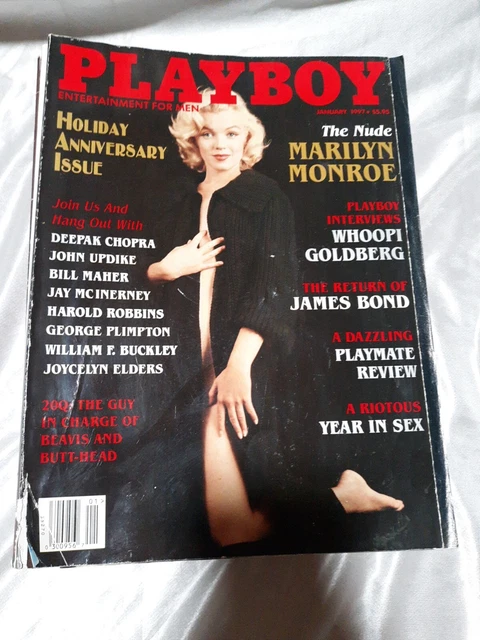 PLAYBOY
ENTERTAINMENT FOR MEN
JANUARY 1997 • $5.95
HOLIDAY
ANNIVERSARY
ISSUE
Join Us And
Hang Out With
DEEPAK CHOPRA
JOHN UPDIKE
BILL MAHER
JAY MCINERNEY
HAROLD ROBBINS
GEORGE PLIMPTON
WILLIAM F. BUCKLEY
JOYCELYN ELDERS
20Q: THE GUY
IN CHARGE OF
BEAVIS AND
BUTT-HEAD
The Nude
MARILYN
MONROE
PLAYBOY
INTERVIEWS
WHOOPI
GOLDBERG
THE RETURN OF
JAMES BOND
A DAZZLING
PLAYMATE
REVIEW
A RIOTOUS
YEAR IN SEX
01>